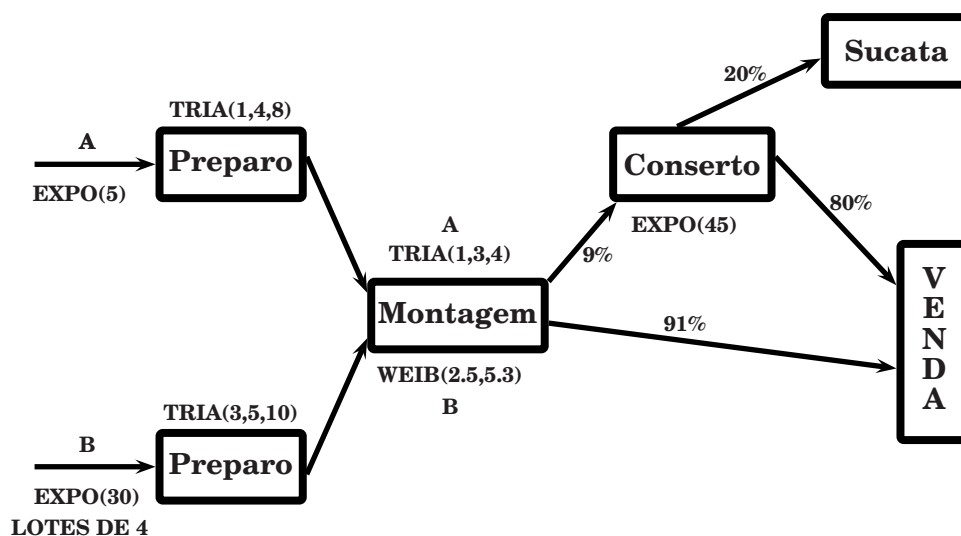 Sucata
20%
TRIA(1,4,8)
A
Preparo
EXPO(5)
Conserto
EXPO(45)
80%
A
TRIA(1,3,4)
9%
Montagem
91%
WEIB(2.5,5.3)
B
V
E
N
D
A
TRIA(3,5,10)
B
Preparo
EXPO(30)
LOTES DE 4